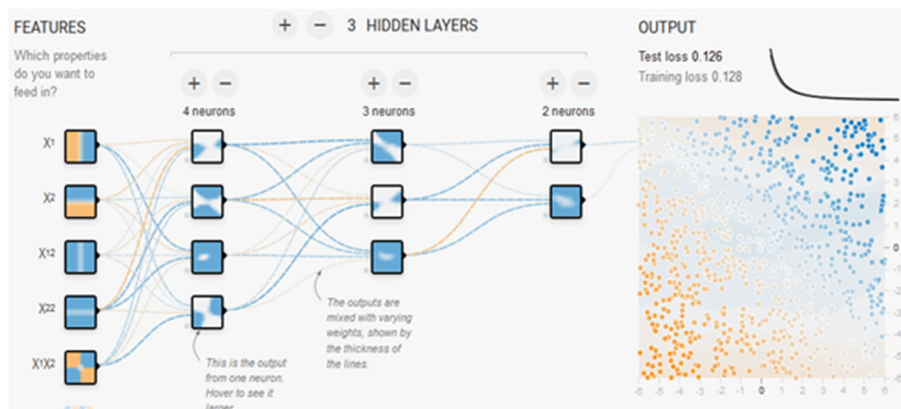 FEATURES
Which properties
do you want to
feed in?
X1
X2
X12
X22
X1X2
+ − 3 HIDDEN LAYERS
+ −
4 neurons
+ −
3 neurons
+ −
2 neurons
This is the output
from one neuron.
Hover to see it
larger.
The outputs are
mixed with varying
weights, shown by
the thickness of
the lines.
OUTPUT
Test loss 0.126
Training loss 0.128
6
5
4
3
2
1
0
-1
-2
-3
-4
-5
-6
-6 -5 -4 -3 -2 -1 0 1 2 3 4 5 6